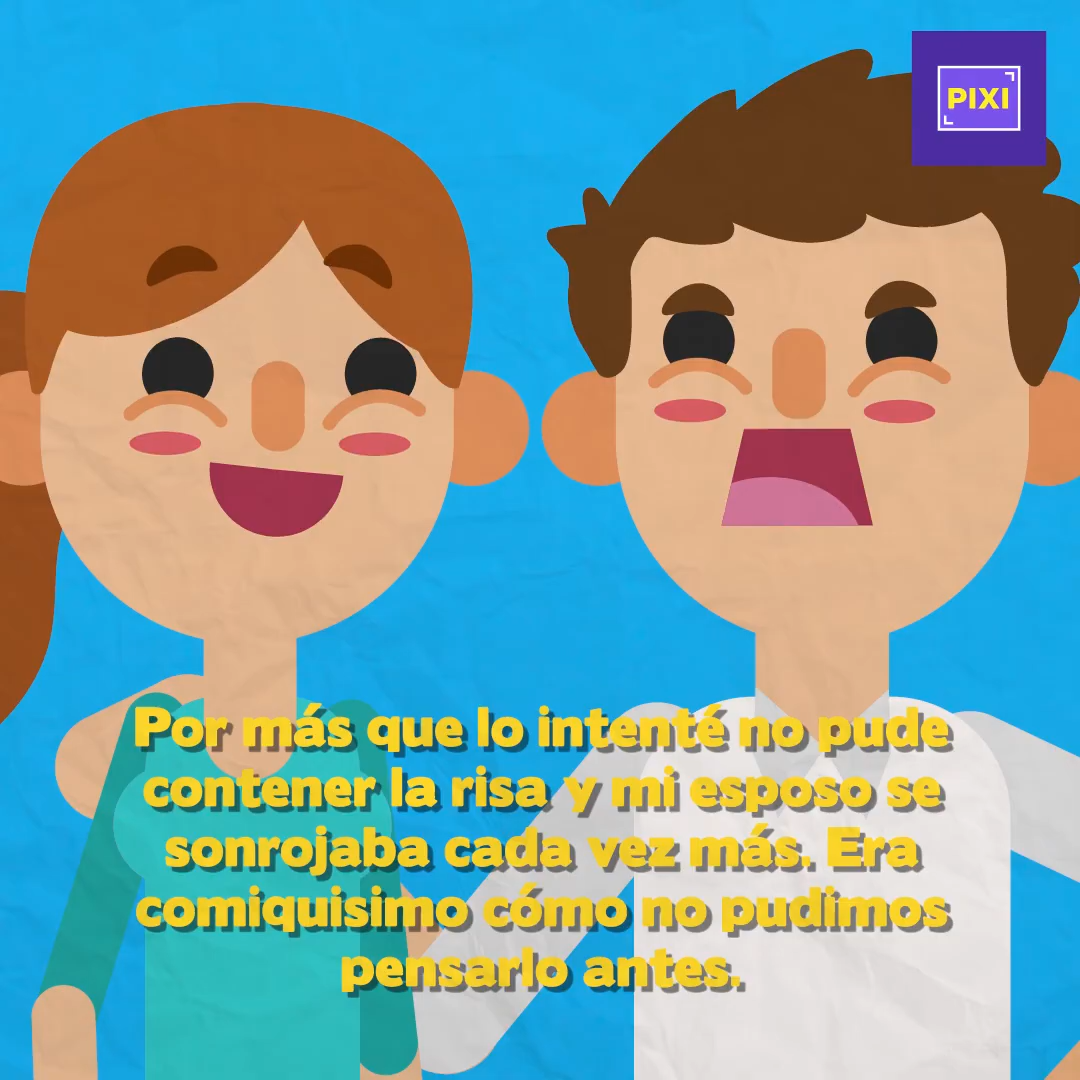 PIXI
Por más que lo intenté no pude
contener la risa y mi esposo se
sonrojaba cada vez más. Era
comiquisimo cómo no pudimos
pensarlo antes.